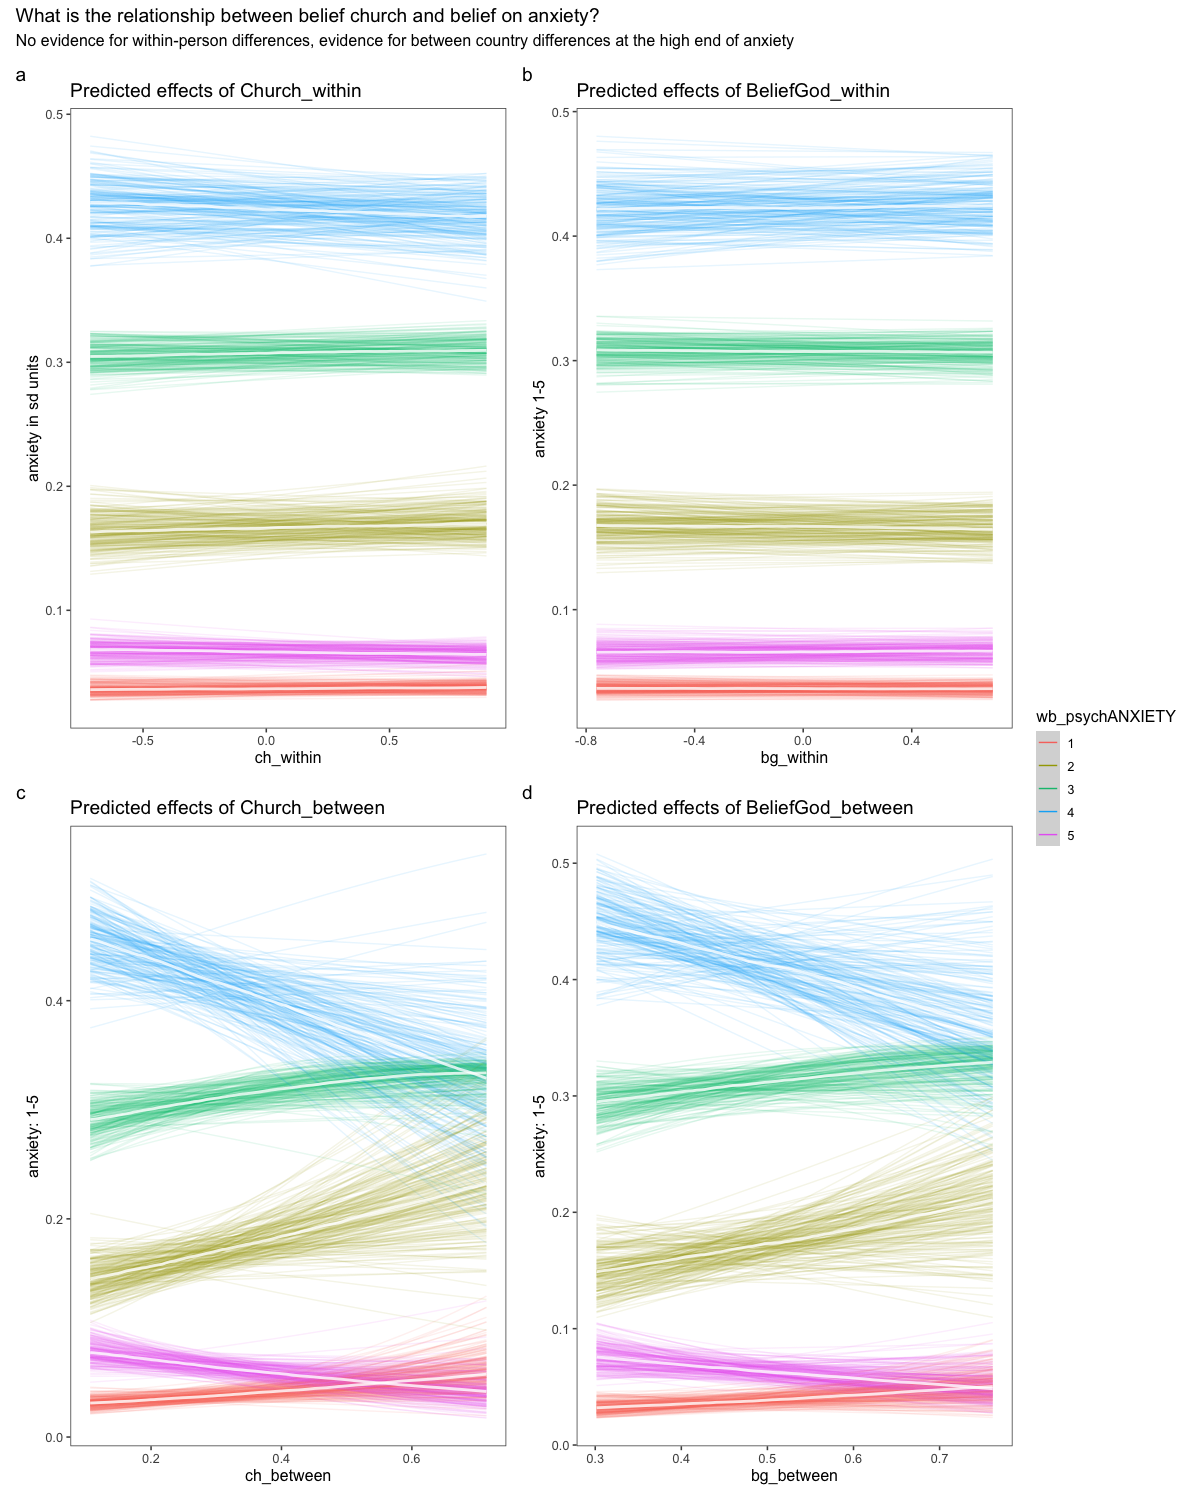 What is the relationship between belief church and belief on anxiety?
No evidence for within-person differences, evidence for between country differences at the high end of anxiety
a
Predicted effects of Church_within
0.5
0.4
0.3
0.2
0.1
anxiety in sd units
-0.5
0.0
0.5
ch_within
b
Predicted effects of BeliefGod_within
0.5
0.4
0.3
0.2
0.1
anxiety 1-5
-0.8
-0.4
0.0
0.4
bg_within
wb_psychANXIETY
1
2
3
4
5
c
Predicted effects of Church_between
0.4
0.2
0.0
anxiety: 1-5
0.2
0.4
0.6
ch_between
d
Predicted effects of BeliefGod_between
0.5
0.4
0.3
0.2
0.1
0.0
anxiety: 1-5
0.3
0.4
0.5
0.6
0.7
bg_between